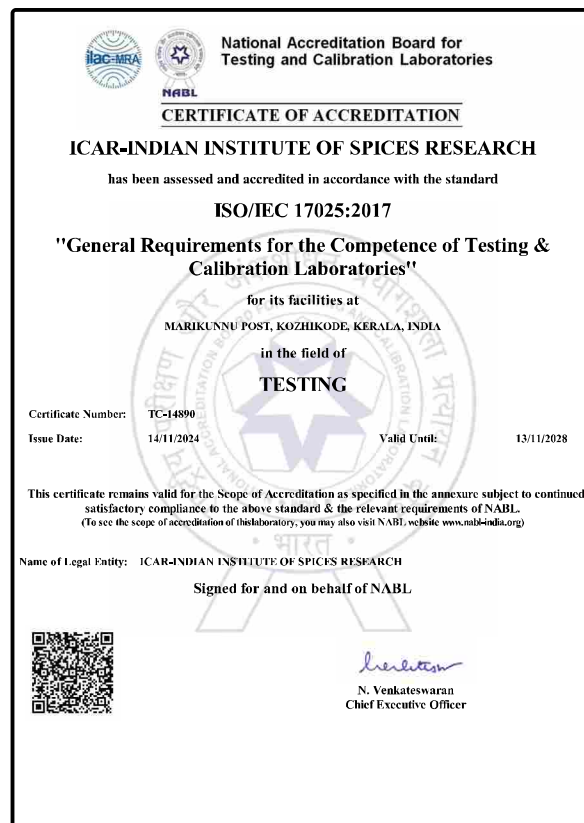 ilac-MRA
NABL
National Accreditation Board for
Testing and Calibration Laboratories
CERTIFICATE OF ACCREDITATION
ICAR-INDIAN INSTITUTE OF SPICES RESEARCH
has been assessed and accredited in accordance with the standard
ISO/IEC 17025:2017
"General Requirements for the Competence of Testing &
Calibration Laboratories"
for its facilities at
MARIKUNNU POST, KOZHIKODE, KERALA, INDIA
in the field of
TESTING
Certificate Number: TC-14890
Issue Date: 14/11/2024 Valid Until: 13/11/2028
This certificate remains valid for the Scope of Accreditation as specified in the annexure subject to continued
satisfactory compliance to the above standard & the relevant requirements of NABL.
(To see the scope of accreditation of thislaboratory, you may also visit NABL website www.nabl-india.org)
भारत
Name of Legal Entity: ICAR-INDIAN INSTITUTE OF SPICES RESEARCH
Signed for and on behalf of NABL
N. Venkateswaran
Chief Executive Officer